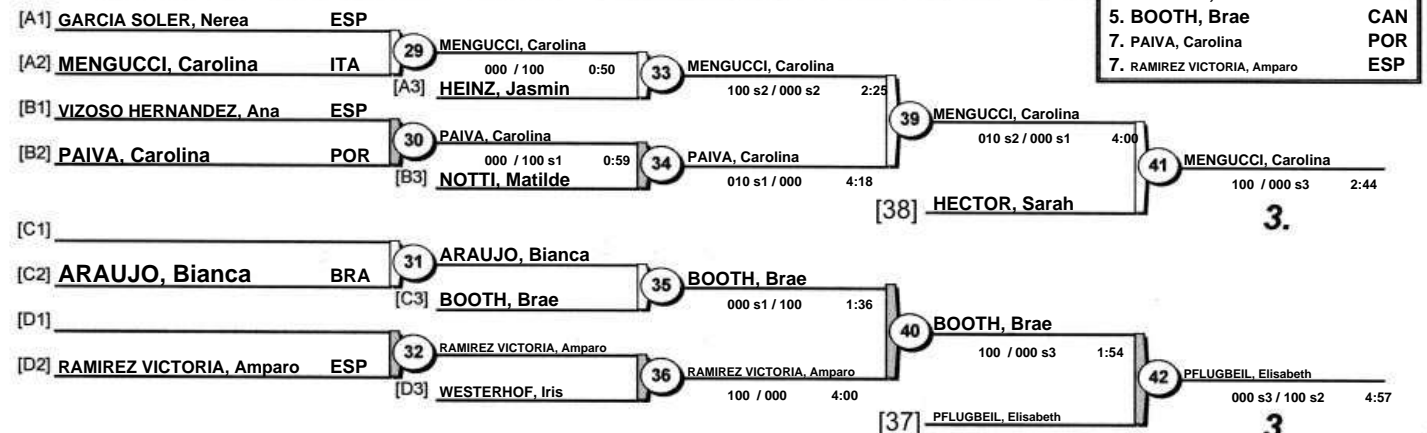 5. BOOTH, Brae CAN
7. PAIVA, Carolina POR
7. RAMIREZ VICTORIA, Amparo ESP
[A1] GARCIA SOLER, Nerea ESP
29 MENGUCCI, Carolina
000 / 100 0:50
[A2] MENGUCCI, Carolina ITA
[A3] HEINZ, Jasmin
33 MENGUCCI, Carolina
100 s2 / 000 s2 2:25
[B1] VIZOSO HERNANDEZ, Ana ESP
30 PAIVA, Carolina
000 / 100 s1 0:59
[B2] PAIVA, Carolina POR
[B3] NOTTI, Matilde
34 PAIVA, Carolina
010 s1 / 000 4:18
39 MENGUCCI, Carolina
010 s2 / 000 s1 4:00
[38] HECTOR, Sarah
41 MENGUCCI, Carolina
100 / 000 s3 2:44
3.
[C1]
[C2] ARAUJO, Bianca BRA
31 ARAUJO, Bianca
[C3] BOOTH, Brae
35 BOOTH, Brae
000 s1 / 100 1:36
[D1]
[D2] RAMIREZ VICTORIA, Amparo ESP
32 RAMIREZ VICTORIA, Amparo
[D3] WESTERHOF, Iris
36 RAMIREZ VICTORIA, Amparo
100 / 000 4:00
40 BOOTH, Brae
100 / 000 s3 1:54
[37] PFLUGBEIL, Elisabeth
42 PFLUGBEIL, Elisabeth
000 s3 / 100 s2 4:57
3